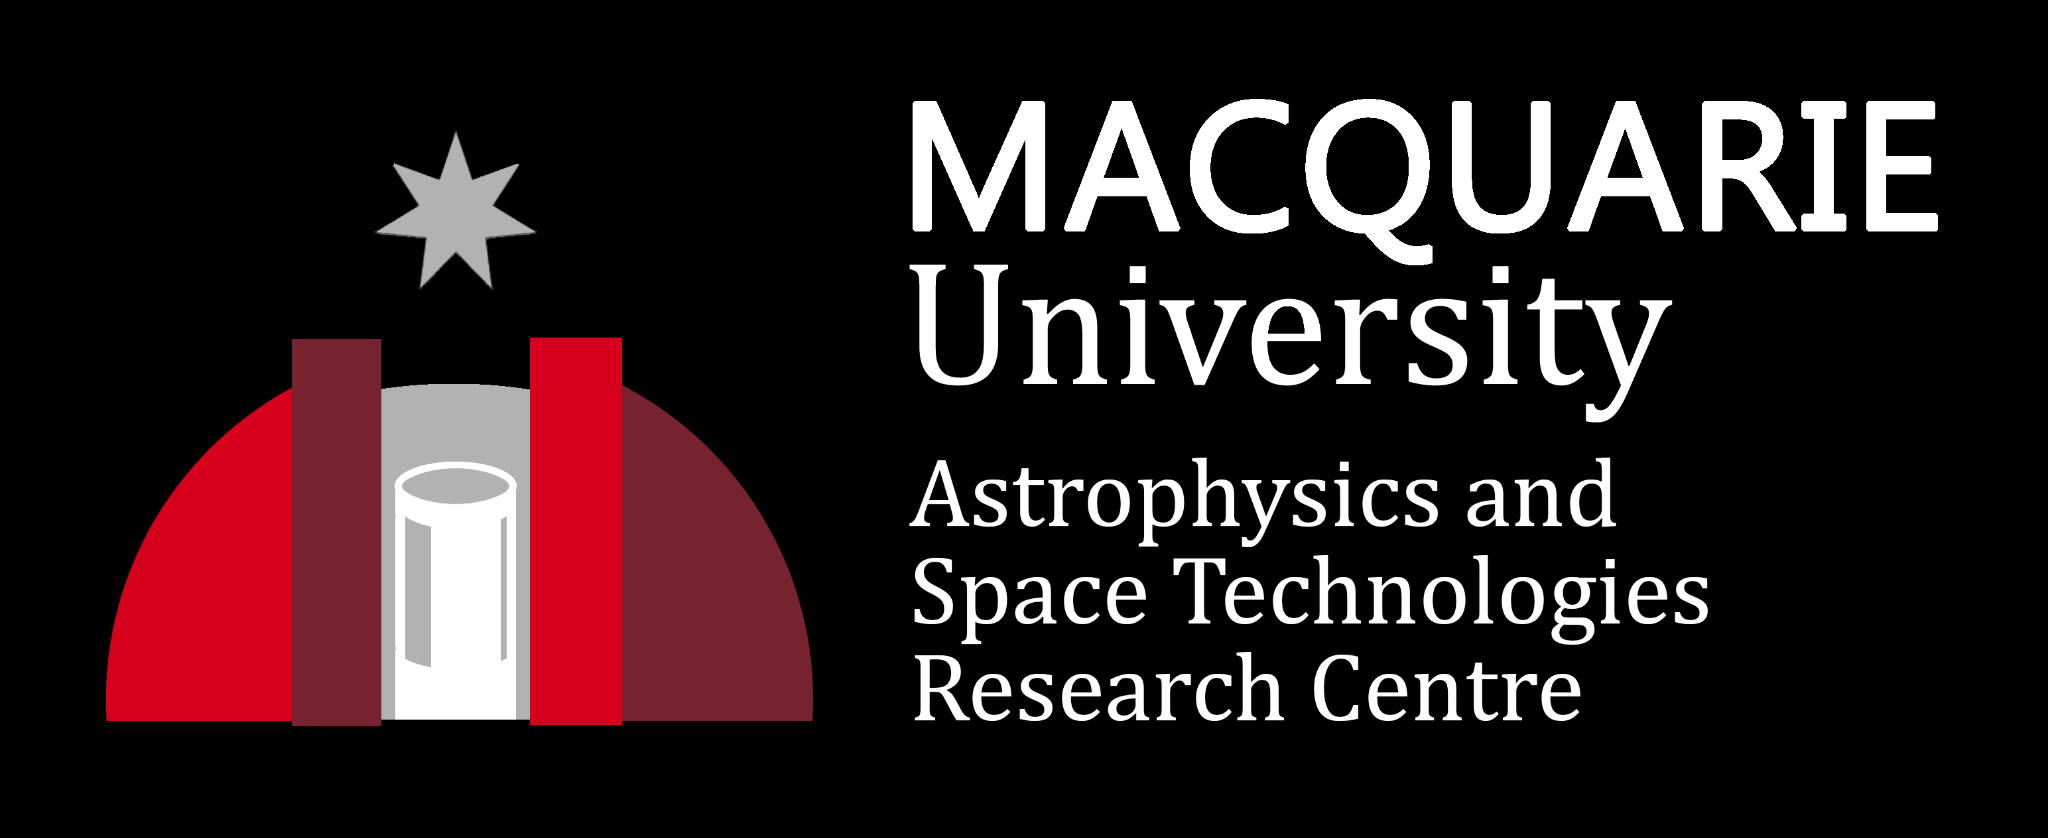 MACQUARIE
University
Astrophysics and
Space Technologies
Research Centre